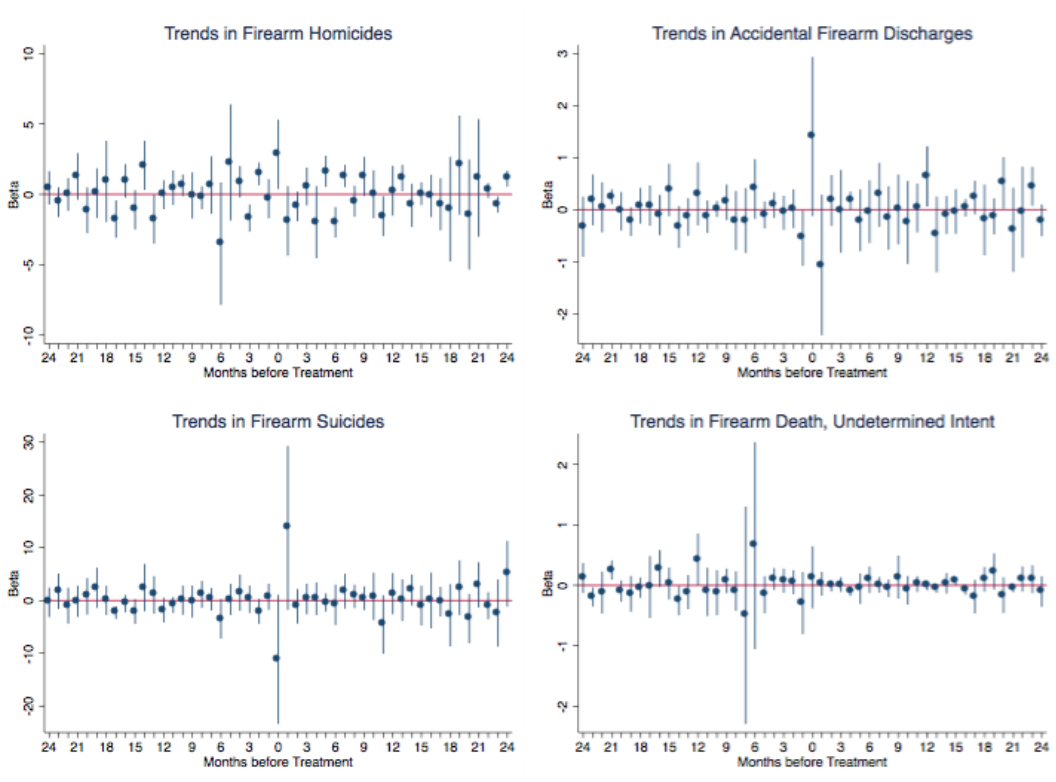 Trends in Firearm Homicides
10
5
0
-5
-10
Beta
24 21 18 15 12 9 6 3 0 3 6 9 12 15 18 21 24
Months before Treatment
Trends in Accidental Firearm Discharges
3
2
1
0
-1
-2
Beta
24 21 18 15 12 9 6 3 0 3 6 9 12 15 18 21 24
Months before Treatment
Trends in Firearm Suicides
30
20
10
0
-10
-20
Beta
24 21 18 15 12 9 6 3 0 3 6 9 12 15 18 21 24
Months before Treatment
Trends in Firearm Death, Undetermined Intent
2
1
0
-1
-2
Beta
24 21 18 15 12 9 6 3 0 3 6 9 12 15 18 21 24
Months before Treatment